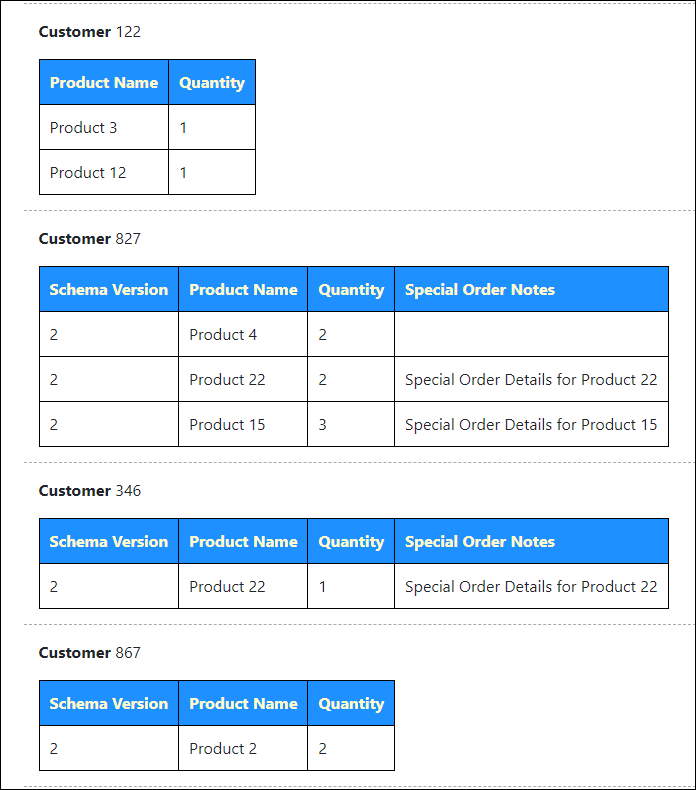 Customer 122
Product Name Quantity
Product 3 1
Product 12 1
Customer 827
Schema Version Product Name Quantity Special Order Notes
2 Product 4 2
2 Product 22 2 Special Order Details for Product 22
2 Product 15 3 Special Order Details for Product 15
Customer 346
Schema Version Product Name Quantity Special Order Notes
2 Product 22 1 Special Order Details for Product 22
Customer 867
Schema Version Product Name Quantity
2 Product 2 2